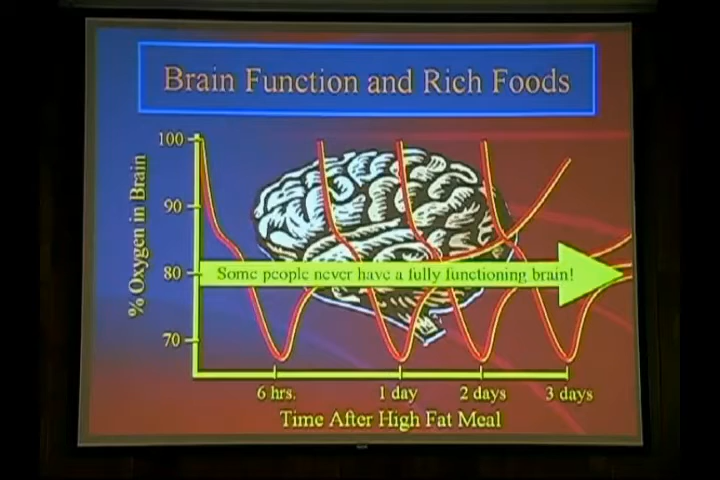 Brain Function and Rich Foods
% Oxygen in Brain
100
90
80
70
Some people never have a fully functioning brain!
6 hrs.
1 day
2 days
3 days
Time After High Fat Meal